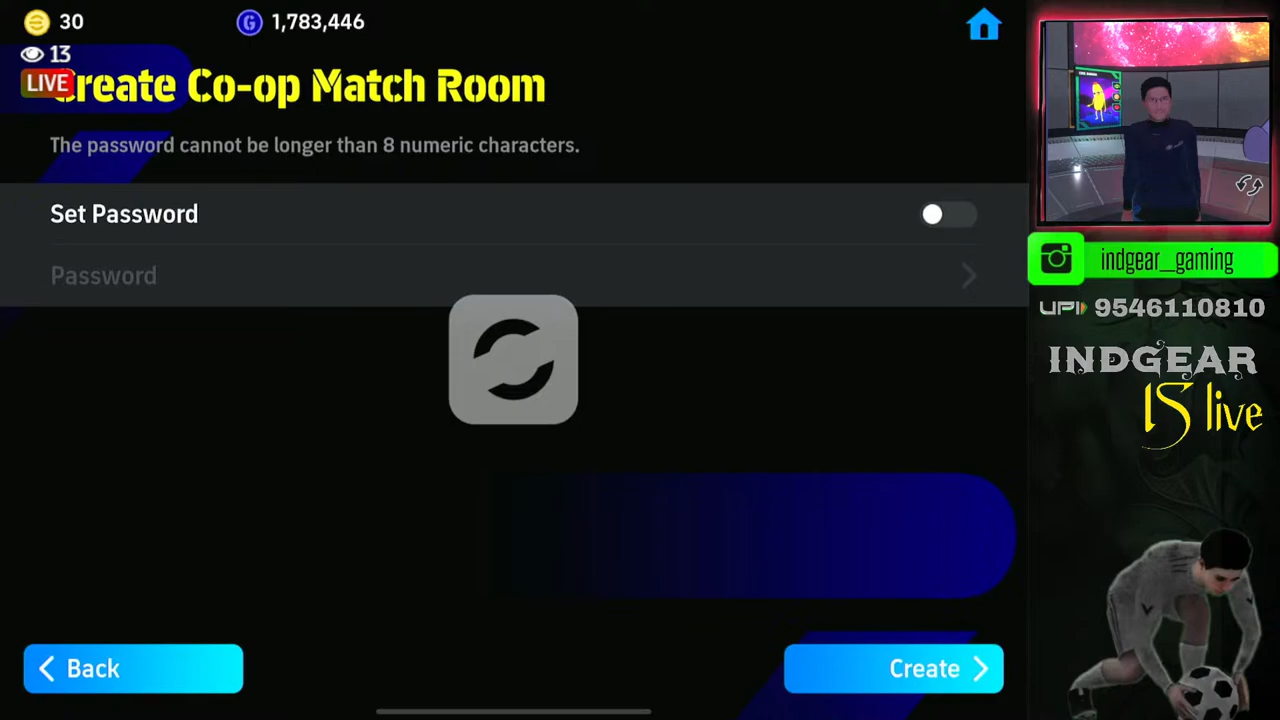 30
1,783,446
13
LIVE
Create Co-op Match Room
The password cannot be longer than 8 numeric characters.
Set Password
Password
Back
Create
indgear_gaming
UPI 9546110810
INDGEAR
IS live